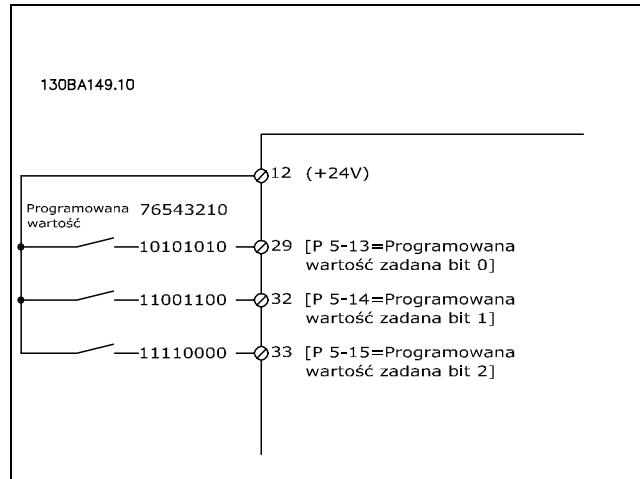 130BA149.10
12 (+24V)
Programowana 76543210
wartość
10101010 29 [P 5-13=Programowana
wartość zadana bit 0]
11001100 32 [P 5-14=Programowana
wartość zadana bit 1]
11110000 33 [P 5-15=Programowana
wartość zadana bit 2]